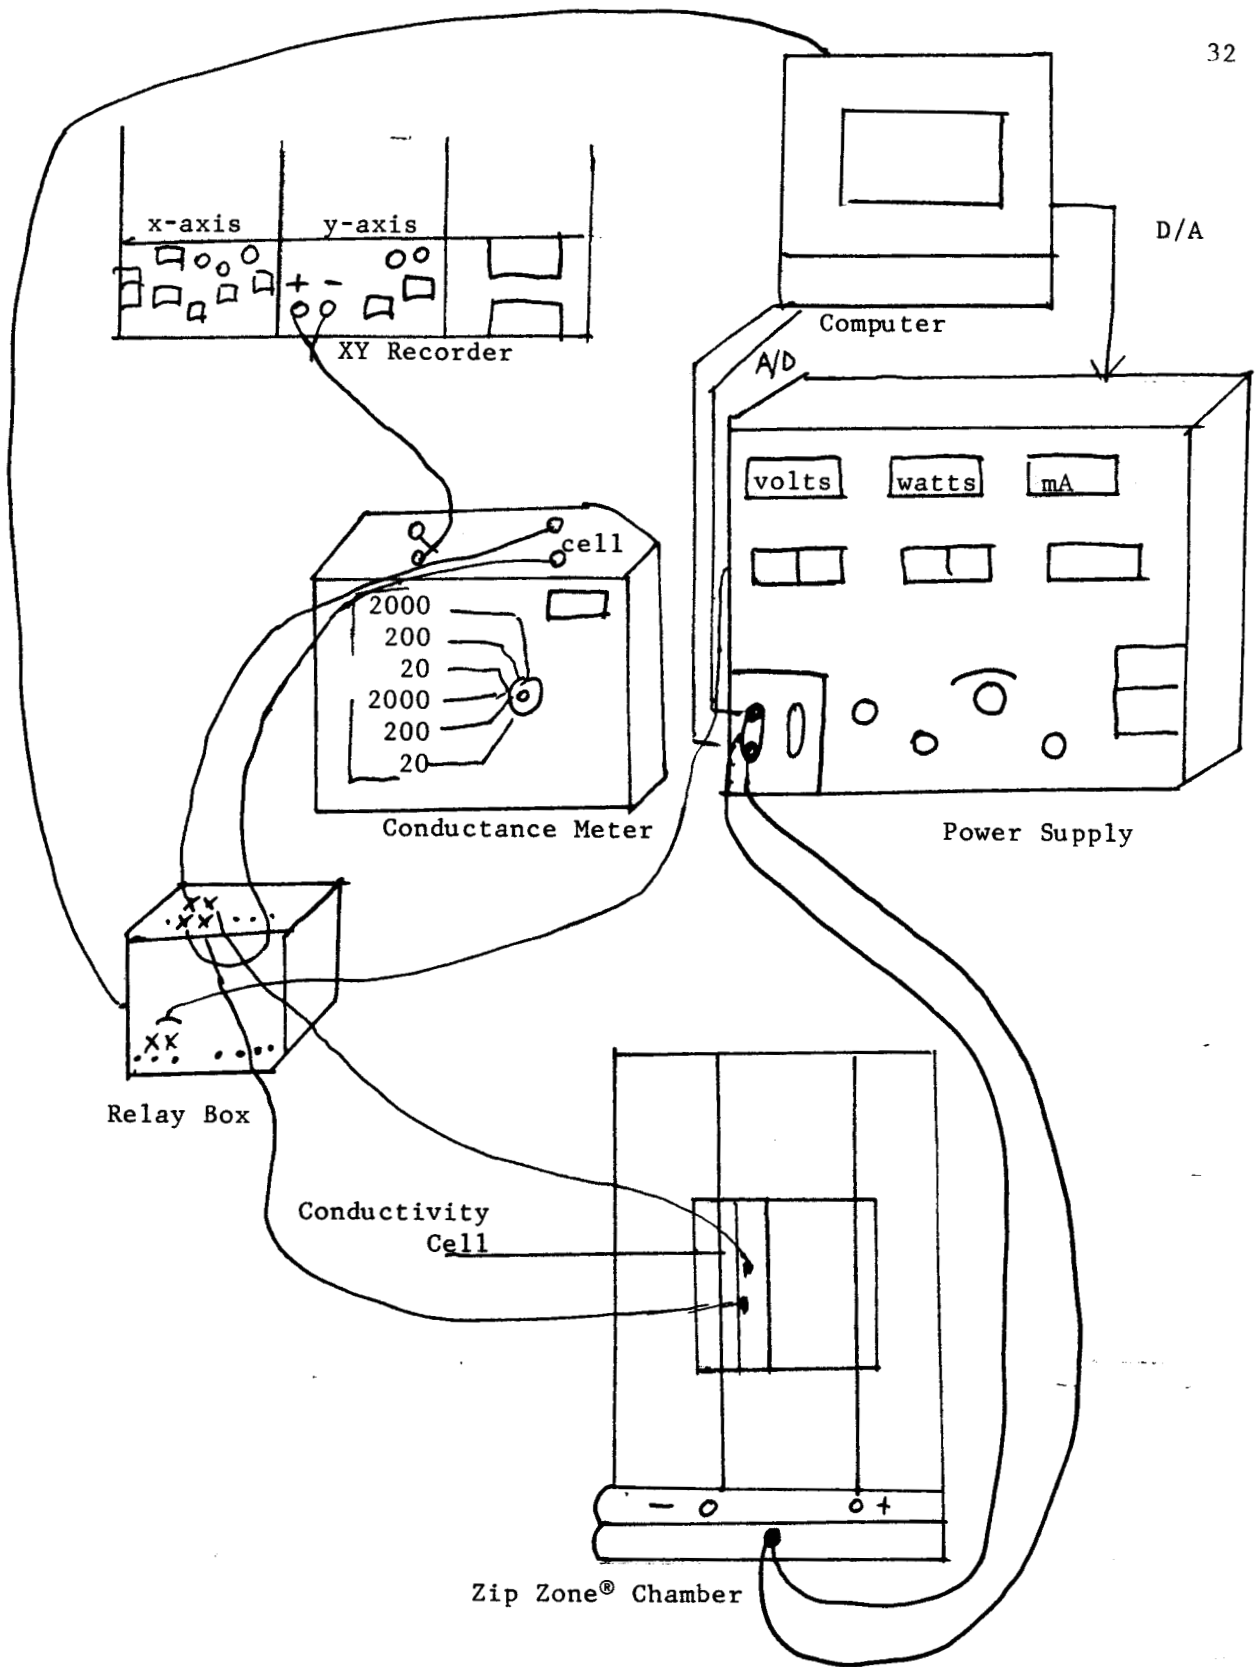 32
x-axis
y-axis
+ -
XY Recorder
D/A
Computer
A/D
volts
watts
mA
cell
2000
200
20
2000
200
20
Conductance Meter
Power Supply
Relay Box
Conductivity
Cell
- +
Zip Zone® Chamber